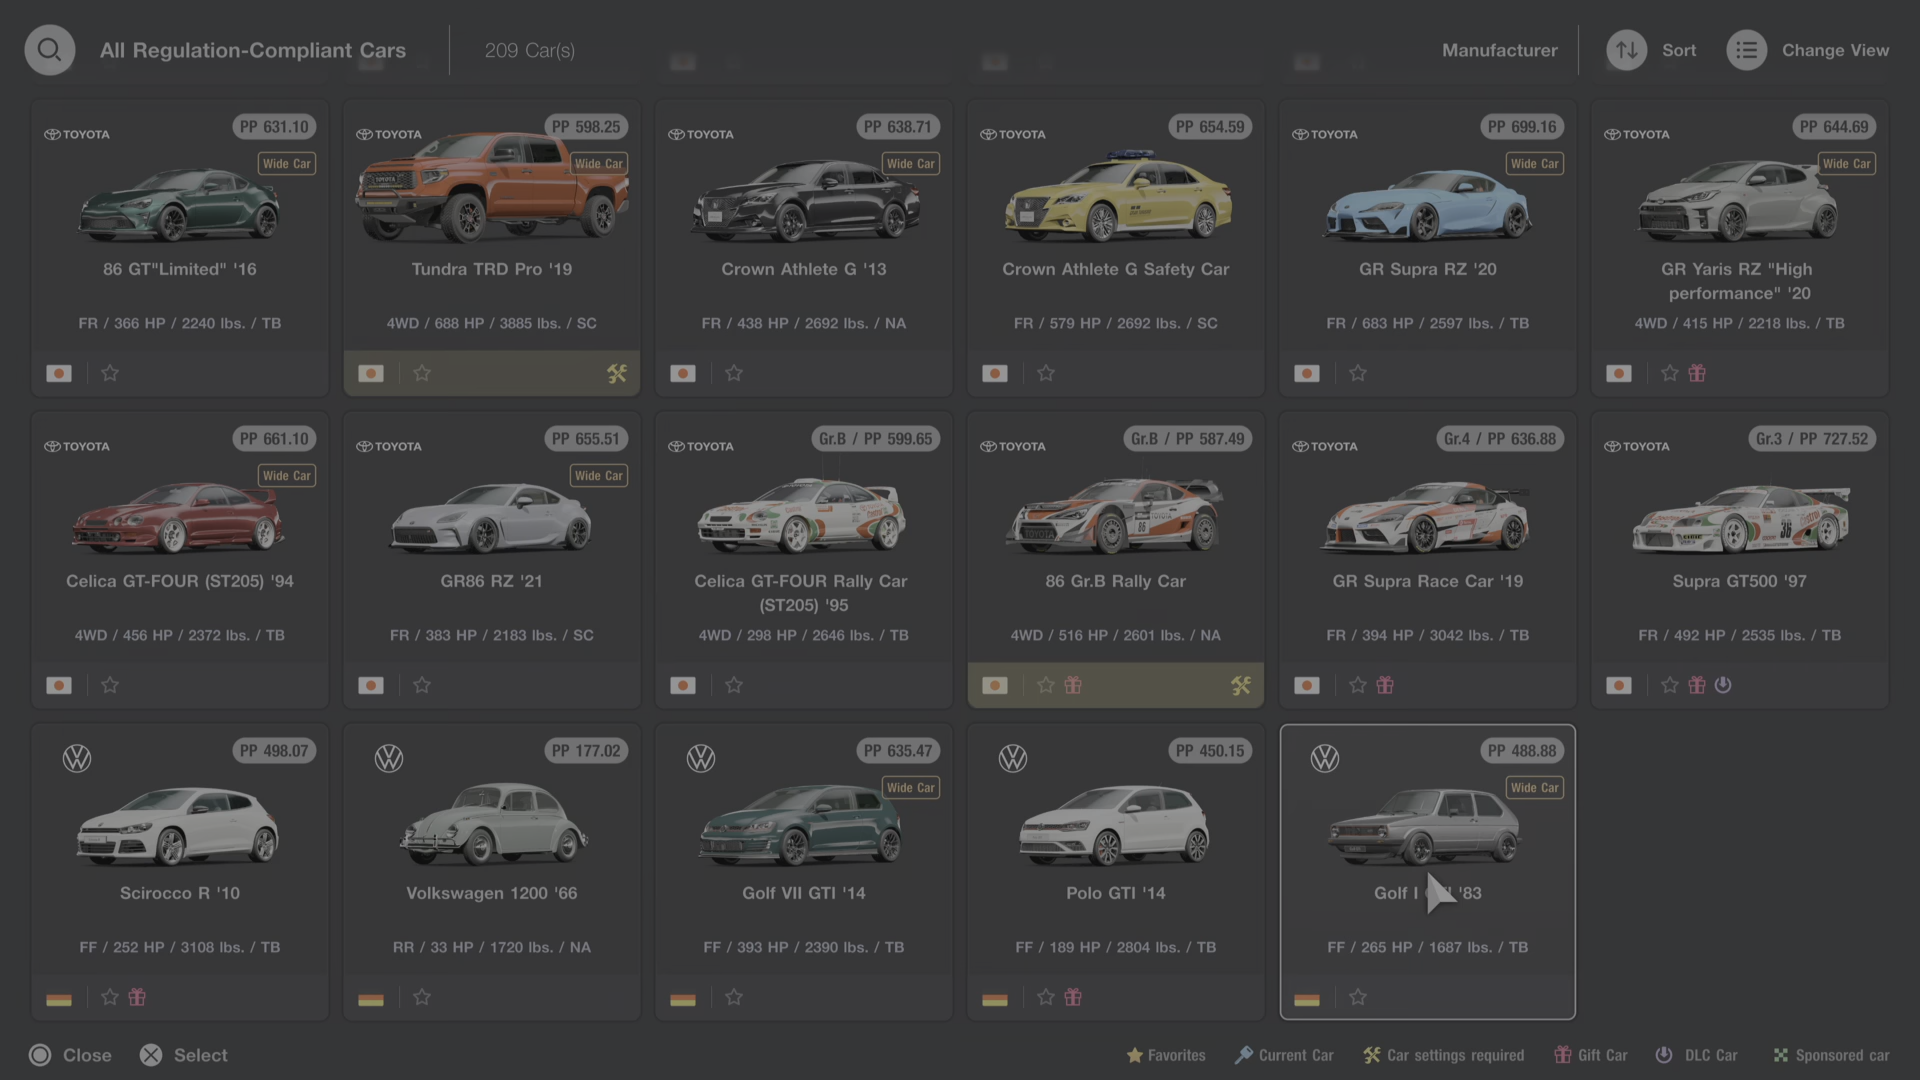 All Regulation-Compliant Cars
209 Car(s)
Manufacturer
Sort
Change View
TOYOTA
PP 631.10
Wide Car
86 GT"Limited" '16
FR / 366 HP / 2240 lbs. / TB
TOYOTA
PP 598.25
Wide Car
Tundra TRD Pro '19
4WD / 688 HP / 3885 lbs. / SC
TOYOTA
PP 638.71
Wide Car
Crown Athlete G '13
FR / 438 HP / 2692 lbs. / NA
TOYOTA
PP 654.59
Crown Athlete G Safety Car
FR / 579 HP / 2692 lbs. / SC
TOYOTA
PP 699.16
Wide Car
GR Supra RZ '20
FR / 683 HP / 2597 lbs. / TB
TOYOTA
PP 644.69
Wide Car
GR Yaris RZ "High
performance" '20
4WD / 415 HP / 2218 lbs. / TB
TOYOTA
PP 661.10
Wide Car
Celica GT-FOUR (ST205) '94
4WD / 456 HP / 2372 lbs. / TB
TOYOTA
PP 655.51
Wide Car
GR86 RZ '21
FR / 383 HP / 2183 lbs. / SC
TOYOTA
Gr.B / PP 599.65
Celica GT-FOUR Rally Car
(ST205) '95
4WD / 298 HP / 2646 lbs. / TB
TOYOTA
Gr.B / PP 587.49
86
86 Gr.B Rally Car
4WD / 516 HP / 2601 lbs. / NA
TOYOTA
Gr.4 / PP 636.88
GR Supra Race Car '19
FR / 394 HP / 3042 lbs. / TB
TOYOTA
Gr.3 / PP 727.52
36
Supra GT500 '97
FR / 492 HP / 2535 lbs. / TB
PP 498.07
Scirocco R '10
FF / 252 HP / 3108 lbs. / TB
PP 177.02
Volkswagen 1200 '66
RR / 33 HP / 1720 lbs. / NA
PP 635.47
Wide Car
Golf VII GTI '14
FF / 393 HP / 2390 lbs. / TB
PP 450.15
Polo GTI '14
FF / 189 HP / 2804 lbs. / TB
PP 488.88
Wide Car
Golf I '83
FF / 265 HP / 1687 lbs. / TB
Close
Select
Favorites
Current Car
Car settings required
Gift Car
DLC Car
Sponsored car